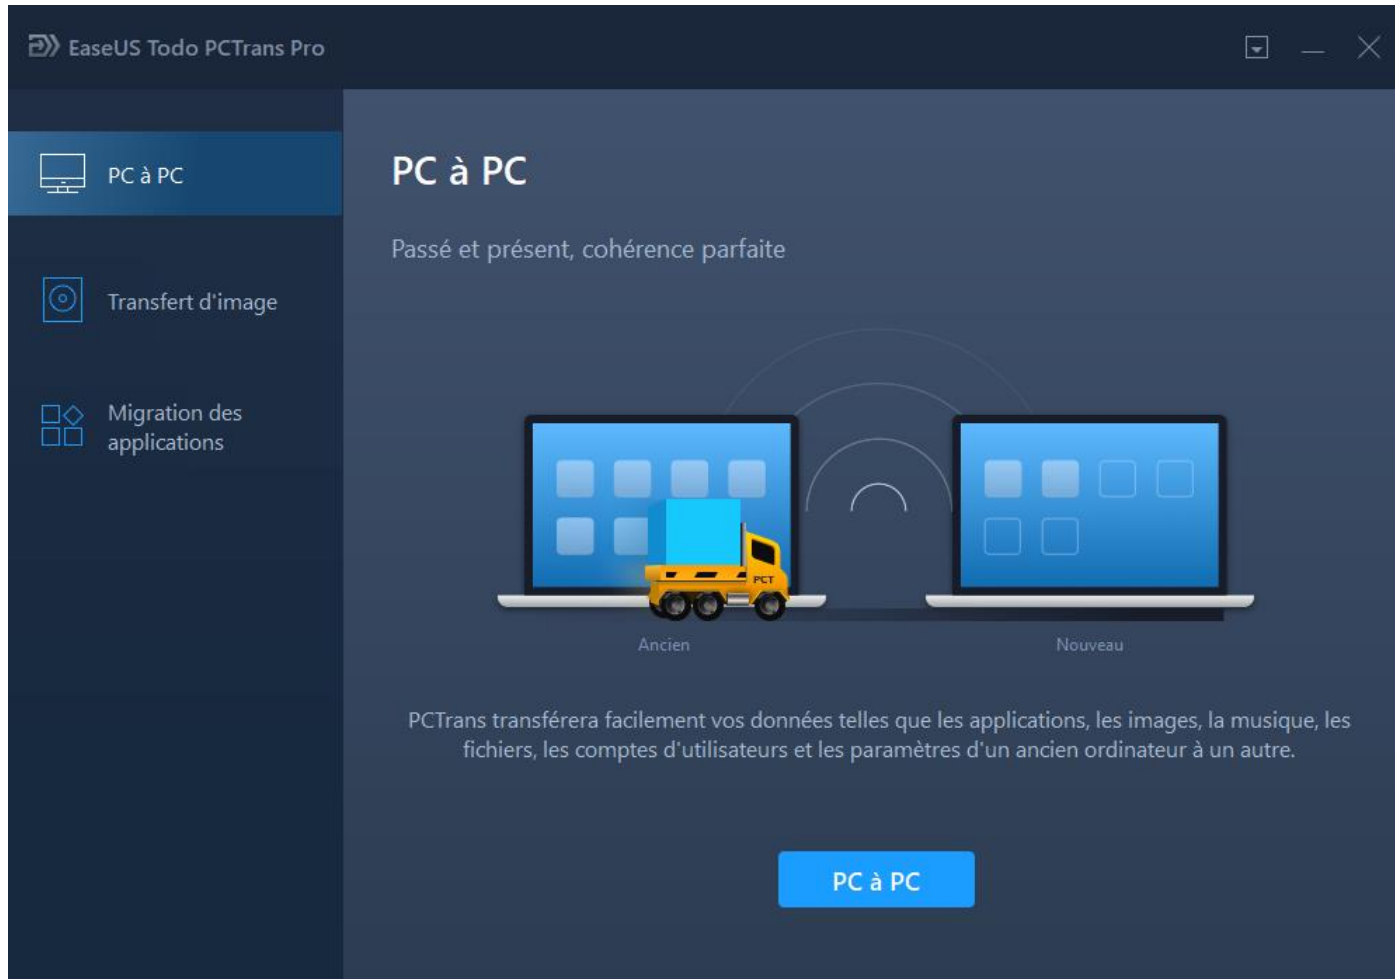 EaseUS Todo PCTrans Pro
PC à PC
Transfert d'image
Migration des
applications
PC à PC
Passé et présent, cohérence parfaite
PCT
Ancien
Nouveau
PCTrans transférera facilement vos données telles que les applications, les images, la musique, les
fichiers, les comptes d'utilisateurs et les paramètres d'un ancien ordinateur à un autre.
PC à PC